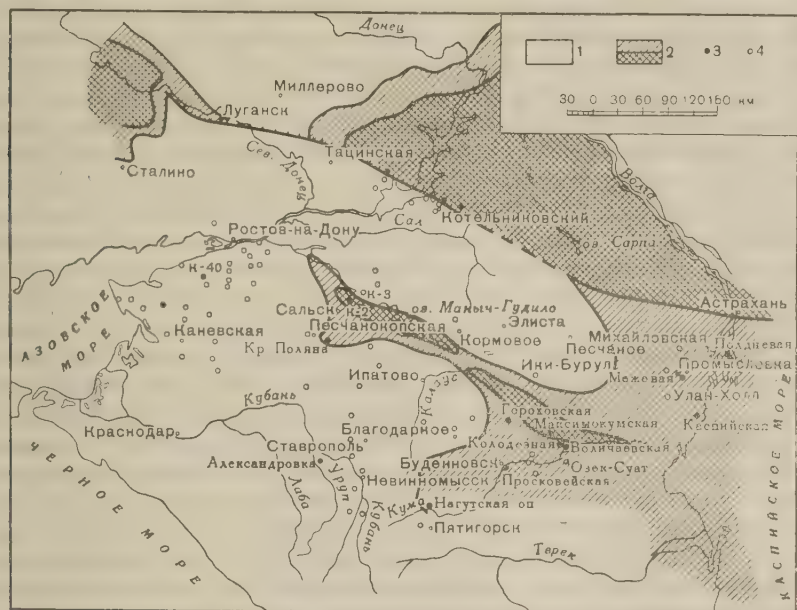 Донец
1
2
3
4
30 0 30 60 90 120 150 км
Миллерово
Луганск
Тацинская
Сталино
Сев. Донец
Волга
Сал
Котельниковский
Ростов-на-Дону
оз. Сарпа
К-40
Астрахань
К-3
К-2
оз. Маныч-Гудило
Сальск
Элиста
Песчанокопская
Каневская
Кормовое
Михайловская
Полдневая
АЗОВСКОЕ МОРЕ
Кр Поляна
Песчаное
Промысловка
Ики-Бурул
Межевая
Ипатово
Улан-Холл
Калаус
Кубань
Гороховская
Каспийская
Максимокумская
Краснодар
Благодарное
Колодезная
Величаевская
Ставрополь
Александровка
Буденновск
Озек-Суат
Невинномысск
Прасковейская
Лаба
Уруп
Кубань
Кума
Нагутская оп
Пятигорск
Терек
ЧЕРНОЕ МОРЕ
КАСПИЙСКОЕ МОРЕ